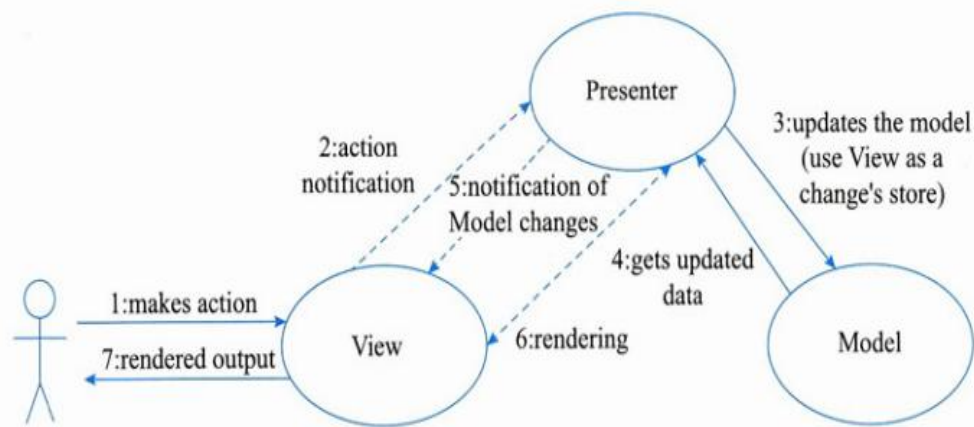 Presenter
2:action
notification
3:updates the model
(use View as a
change's store)
5:notification of
Model changes
4:gets updated
data
1:makes action
View
6:rendering
Model
7:rendered output